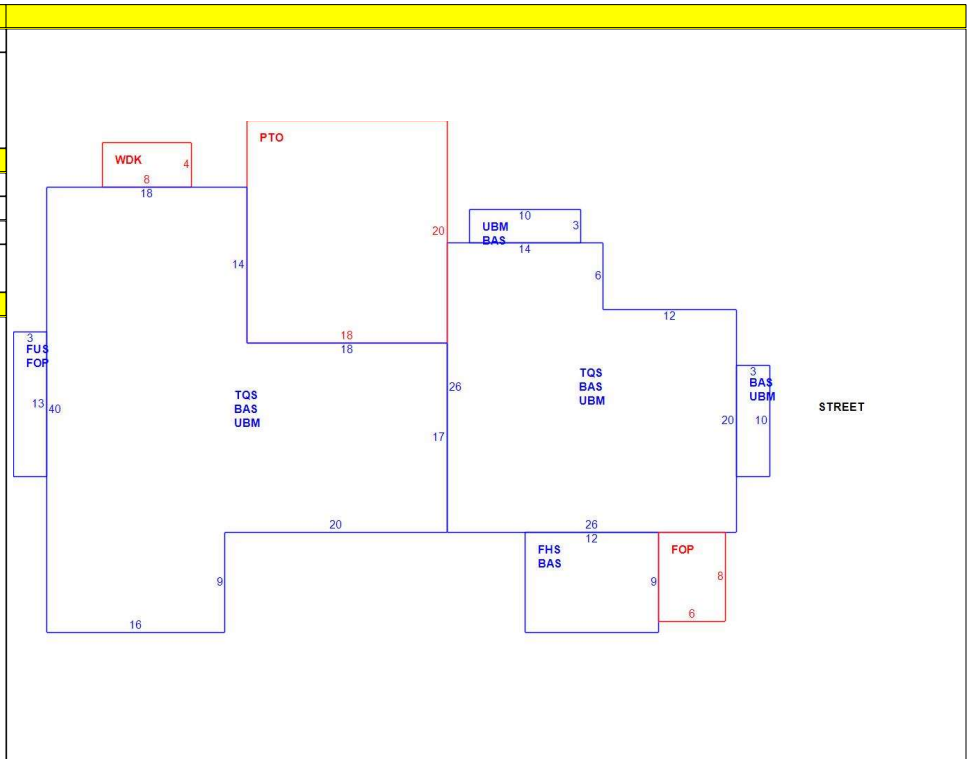 PTO
WDK
4
8
18
20
10
3
UBM
BAS
14
14
6
12
3
FUS
FOP
18
18
13
40
TQS
BAS
UBM
26
17
TQS
BAS
UBM
3
BAS
UBM
20
10
STREET
20
26
12
FHS
BAS
FOP
9
9
8
6
16